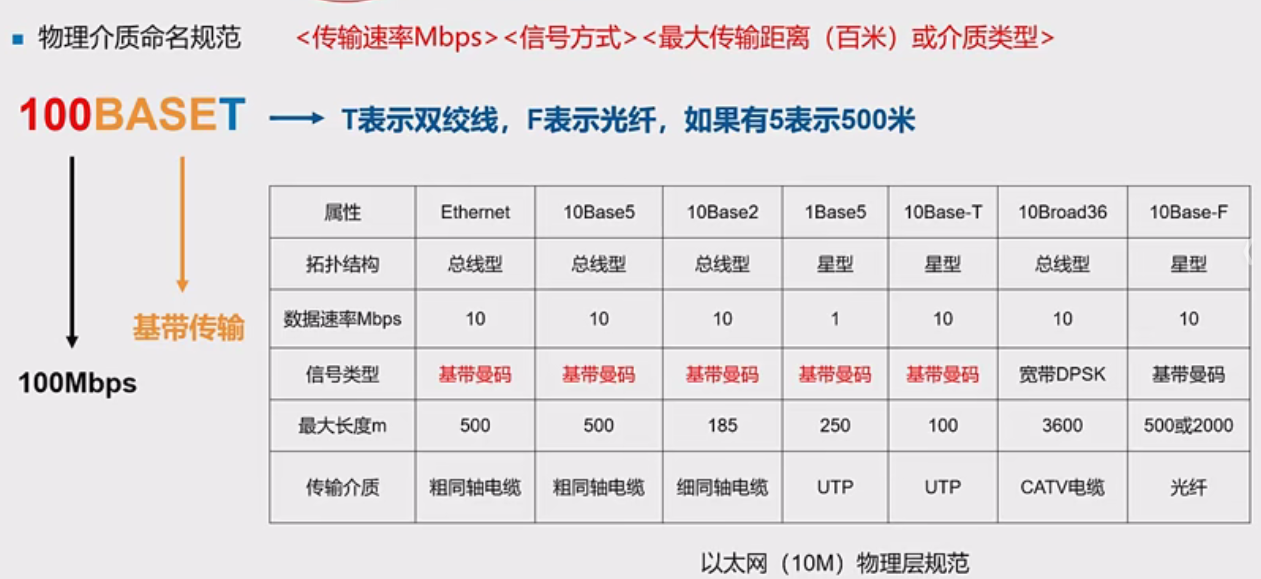 物理介质命名规范 <传输速率Mbps><信号方式><最大传输距离（百米）或介质类型>
100BASET T表示双绞线，F表示光纤，如果有5表示500米
基带传输
100Mbps
属性 Ethernet 10Base5 10Base2 1Base5 10Base-T 10Broad36 10Base-F
拓扑结构 总线型 总线型 总线型 星型 星型 总线型 星型
数据速率Mbps 10 10 10 1 10 10 10
信号类型 基带曼码 基带曼码 基带曼码 基带曼码 基带曼码 宽带DPSK 基带曼码
最大长度m 500 500 185 250 100 3600 500或2000
传输介质 粗同轴电缆 粗同轴电缆 细同轴电缆 UTP UTP CATV电缆 光纤
以太网（10M）物理层规范